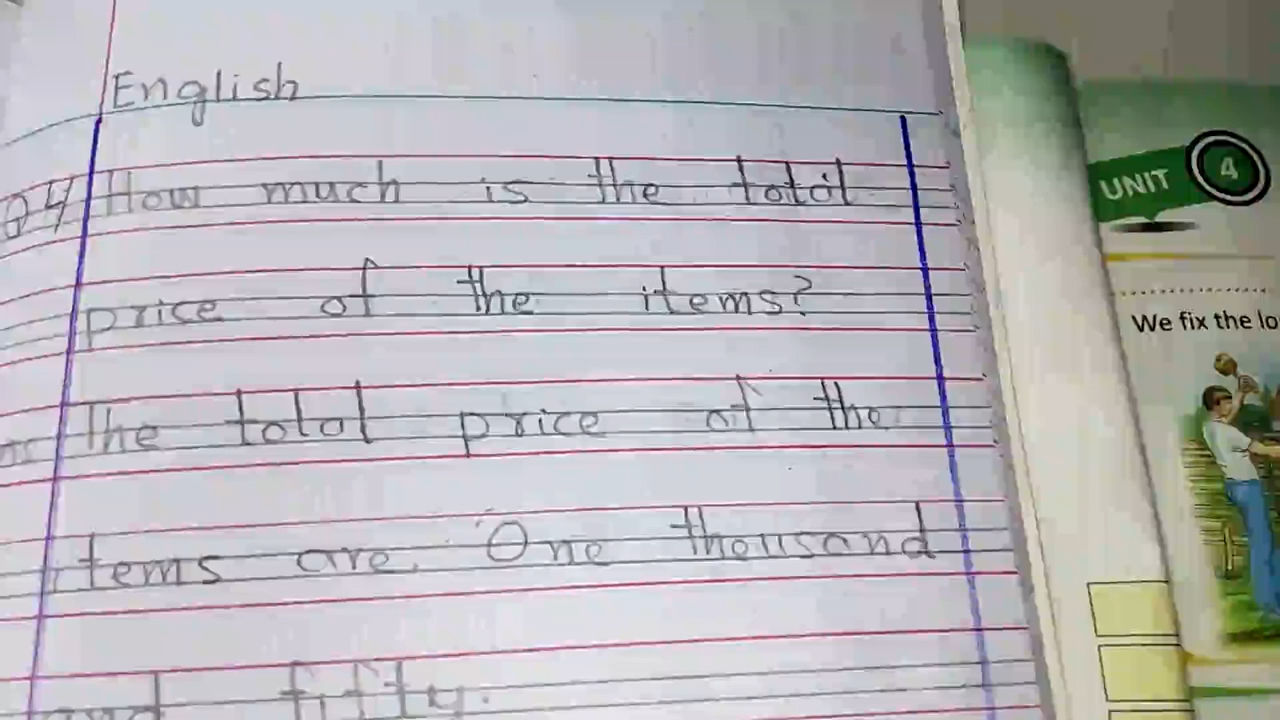 English
Q4 How much is the total
price of the items?
The total price of the
items are One thousand
and fifty.
UNIT 4
We fix the lo